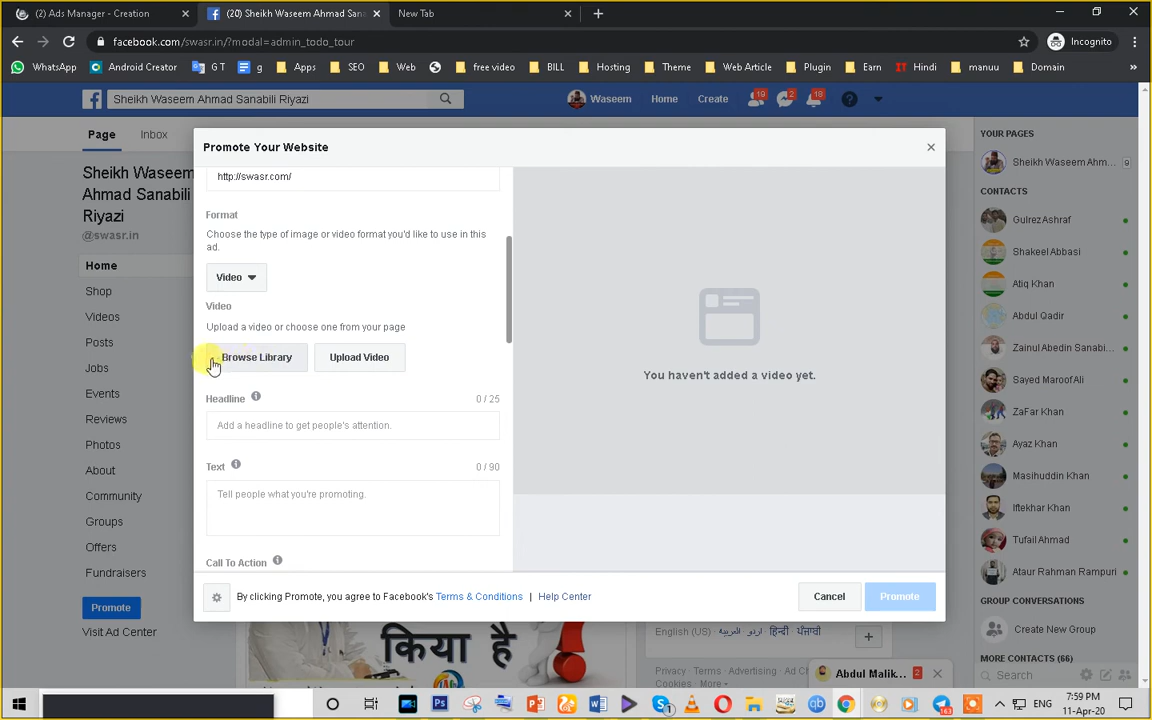 (2) Ads Manager - Creation
(20) Sheikh Waseem Ahmad Sana
New Tab
facebook.com/swasr.in/?modal=admin_todo_tour
Incognito
WhatsApp
Android Creator
G T
g
Apps
SEO
Web
free video
BILL
Hosting
Theme
Web Article
Plugin
Earn
Hindi
manuu
Domain
»
Sheikh Waseem Ahmad Sanabili Riyazi
Waseem
Home
Create
19
2
18
Page
Inbox
Sheikh Waseem
Ahmad Sanabili
Riyazi
@swasr.in
Home
Shop
Videos
Posts
Jobs
Events
Reviews
Photos
About
Community
Groups
Offers
Fundraisers
Promote
Visit Ad Center
Promote Your Website
http://swasr.com/
Format
Choose the type of image or video format you'd like to use in this
ad.
Video
Video
Upload a video or choose one from your page
Browse Library
Upload Video
Headline
0 / 25
Add a headline to get people's attention.
Text
0 / 90
Tell people what you're promoting.
Call To Action
You haven't added a video yet.
By clicking Promote, you agree to Facebook's Terms & Conditions | Help Center
Cancel
Promote
किया है
English (US) · اردو · العربية · हिन्दी · ਪੰਜਾਬੀ
Privacy · Terms · Advertising · Ad Ch
Cookies · More
Abdul Malik...
2
YOUR PAGES
Sheikh Waseem Ahm...
9
CONTACTS
Gulrez Ashraf
Shakeel Abbasi
Atiq Khan
Abdul Qadir
Zainul Abedin Sanabi...
Sayed Maroof Ali
ZaFar Khan
Ayaz Khan
Masihuddin Khan
Iftekhar Khan
Tufail Ahmad
Ataur Rahman Rampuri
GROUP CONVERSATIONS
Create New Group
MORE CONTACTS (66)
Search
163
ENG
7:59 PM
11-Apr-20